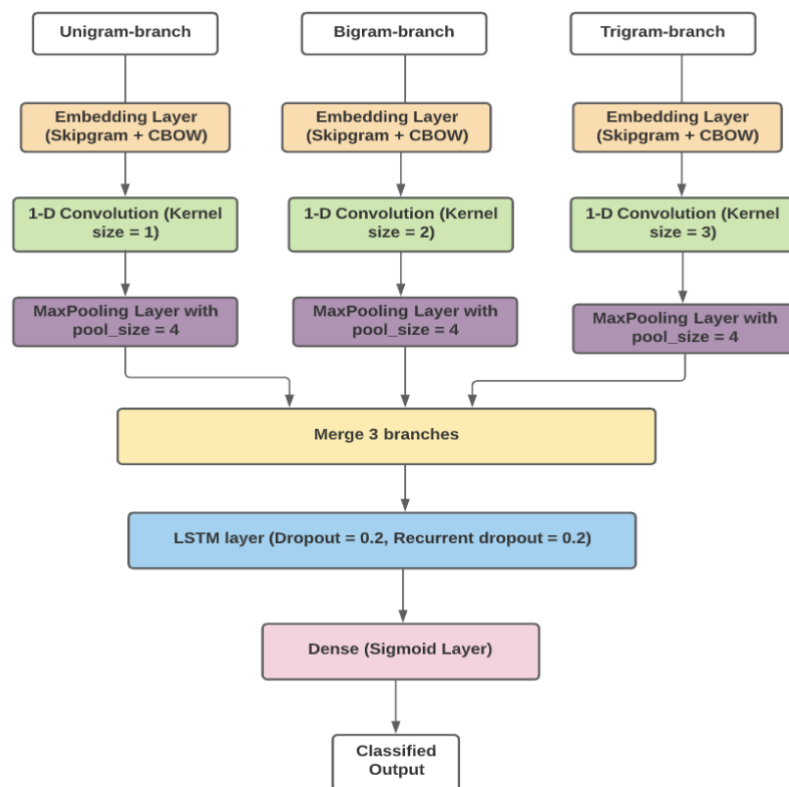 Unigram-branch
Bigram-branch
Trigram-branch
Embedding Layer
(Skipgram + CBOW)
Embedding Layer
(Skipgram + CBOW)
Embedding Layer
(Skipgram + CBOW)
1-D Convolution (Kernel
size = 1)
1-D Convolution (Kernel
size = 2)
1-D Convolution (Kernel
size = 3)
MaxPooling Layer with
pool_size = 4
MaxPooling Layer with
pool_size = 4
MaxPooling Layer with
pool_size = 4
Merge 3 branches
LSTM layer (Dropout = 0.2, Recurrent dropout = 0.2)
Dense (Sigmoid Layer)
Classified
Output